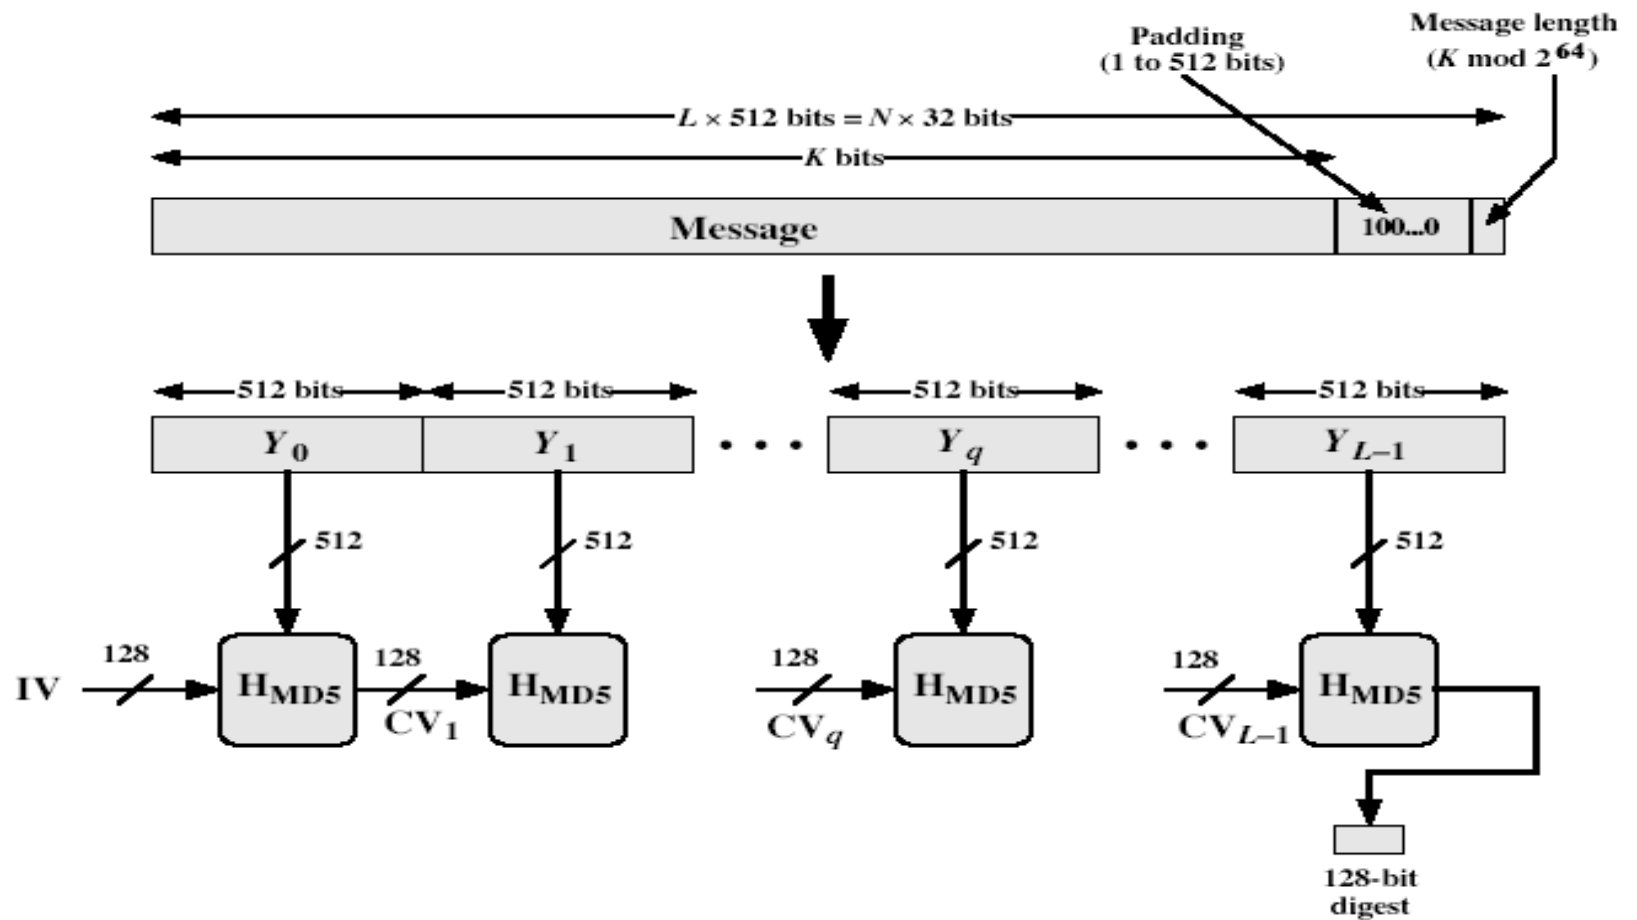 Padding
(1 to 512 bits)
Message length
(K mod 2^64)
L × 512 bits = N × 32 bits
K bits
Message
100...0
512 bits
512 bits
512 bits
512 bits
Y0
Y1
• • •
Yq
• • •
YL–1
512
512
512
512
128
128
128
128
IV
HMD5
HMD5
HMD5
HMD5
CV1
CVq
CVL–1
128-bit
digest